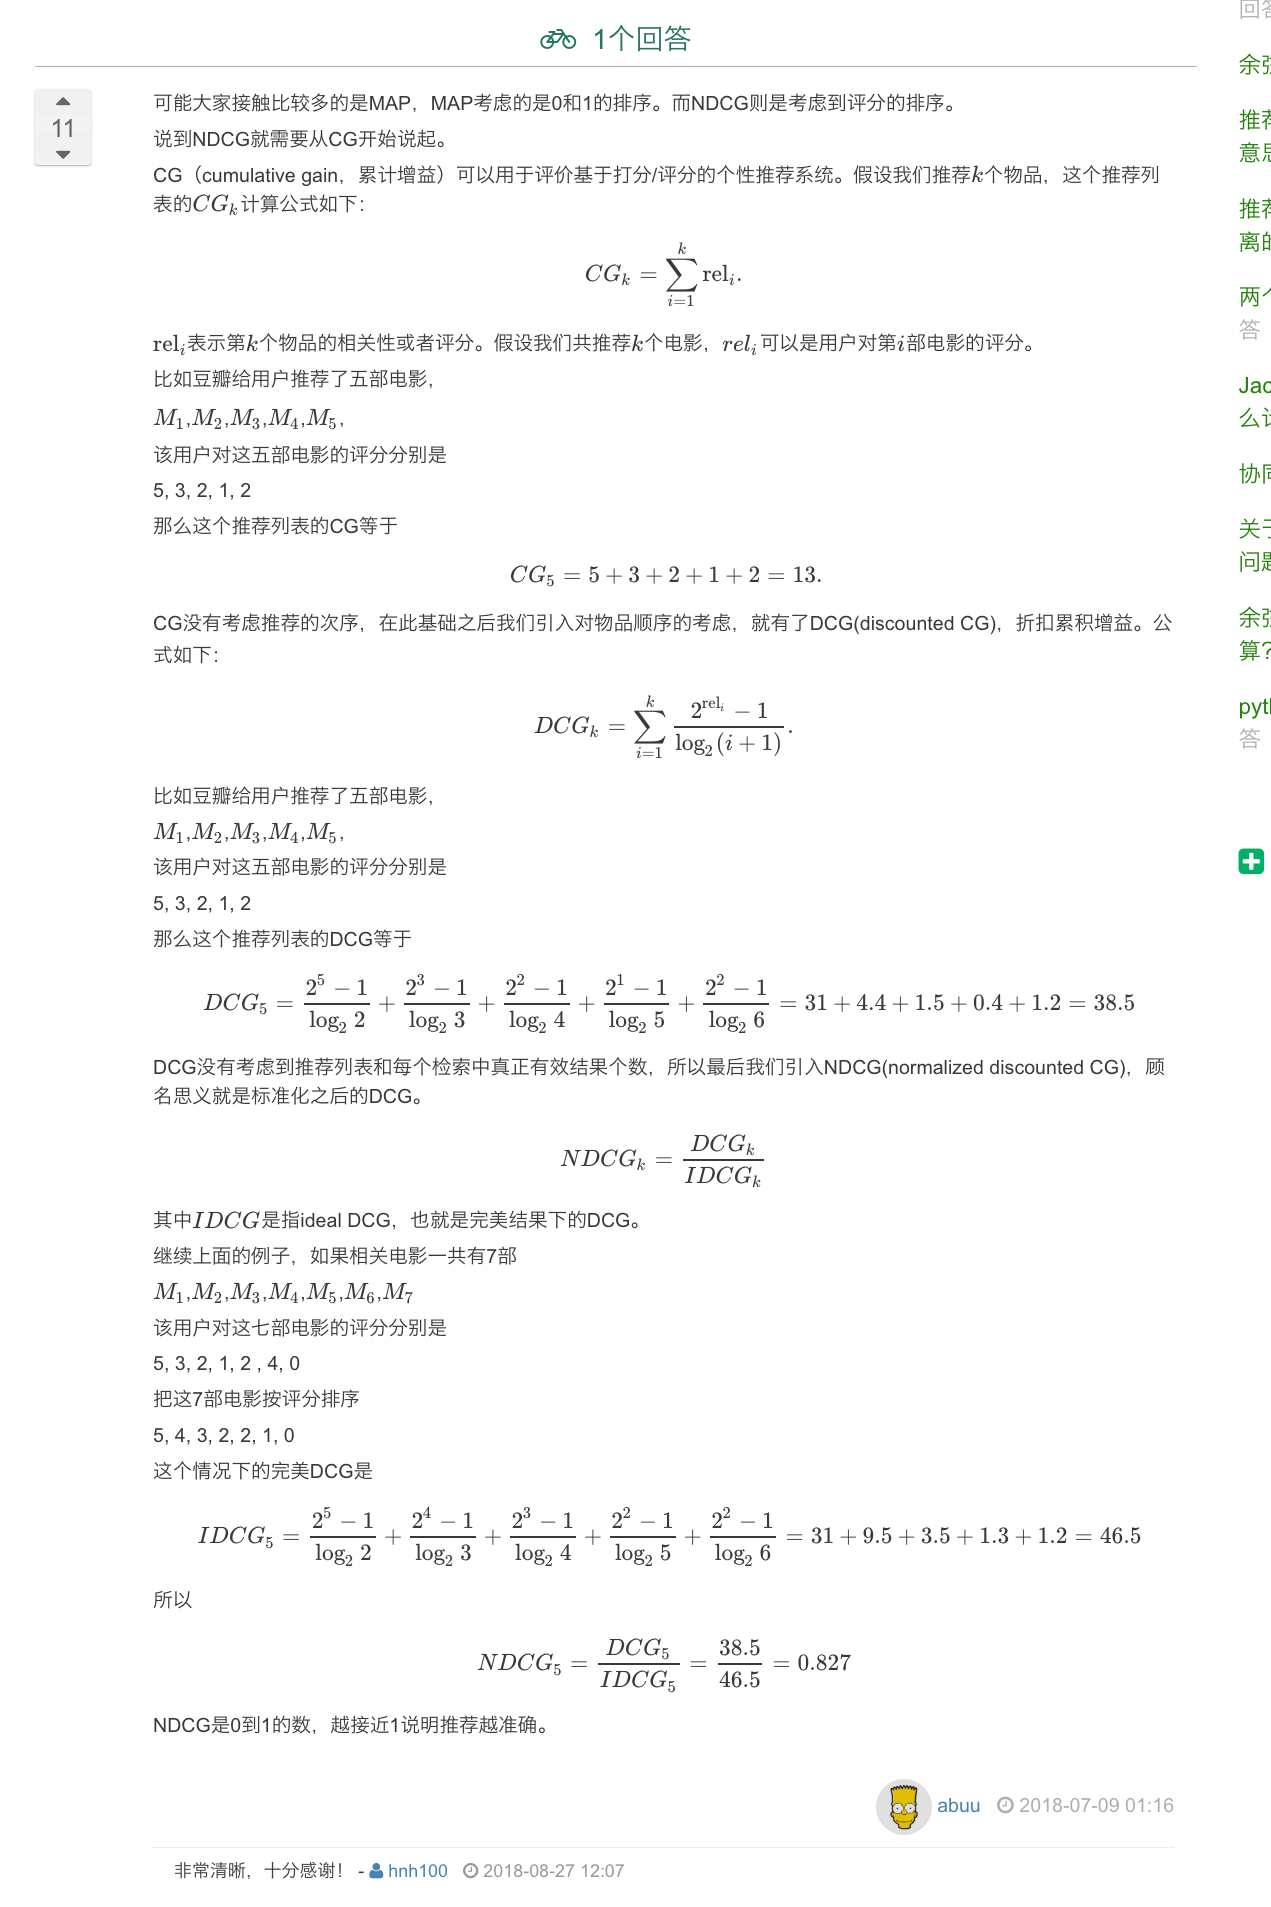 1个回答
11
可能大家接触比较多的是MAP，MAP考虑的是0和1的排序。而NDCG则是考虑到评分的排序。
说到NDCG就需要从CG开始说起。
CG（cumulative gain，累计增益）可以用于评价基于打分/评分的个性推荐系统。假设我们推荐k个物品，这个推荐列
表的CG_k计算公式如下：
CG_k = ∑_{i=1}^{k} rel_i.
rel_i表示第k个物品的相关性或者评分。假设我们共推荐k个电影，rel_i可以是用户对第i部电影的评分。
比如豆瓣给用户推荐了五部电影，
M_1,M_2,M_3,M_4,M_5，
该用户对这五部电影的评分分别是
5, 3, 2, 1, 2
那么这个推荐列表的CG等于
CG_5 = 5 + 3 + 2 + 1 + 2 = 13.
CG没有考虑推荐的次序，在此基础之后我们引入对物品顺序的考虑，就有了DCG(discounted CG)，折扣累积增益。公
式如下：
DCG_k = ∑_{i=1}^{k} \frac{2^{rel_i} − 1}{log_2(i + 1)}.
比如豆瓣给用户推荐了五部电影，
M_1,M_2,M_3,M_4,M_5，
该用户对这五部电影的评分分别是
5, 3, 2, 1, 2
那么这个推荐列表的DCG等于
DCG_5 = \frac{2^5 − 1}{log_2 2} + \frac{2^3 − 1}{log_2 3} + \frac{2^2 − 1}{log_2 4} + \frac{2^1 − 1}{log_2 5} + \frac{2^2 − 1}{log_2 6} = 31 + 4.4 + 1.5 + 0.4 + 1.2 = 38.5
DCG没有考虑到推荐列表和每个检索中真正有效结果个数，所以最后我们引入NDCG(normalized discounted CG)，顾
名思义就是标准化之后的DCG。
NDCG_k = \frac{DCG_k}{IDCG_k}
其中IDCG是指ideal DCG，也就是完美结果下的DCG。
继续上面的例子，如果相关电影一共有7部
M_1,M_2,M_3,M_4,M_5,M_6,M_7
该用户对这七部电影的评分分别是
5, 3, 2, 1, 2 , 4, 0
把这7部电影按评分排序
5, 4, 3, 2, 2, 1, 0
这个情况下的完美DCG是
IDCG_5 = \frac{2^5 − 1}{log_2 2} + \frac{2^4 − 1}{log_2 3} + \frac{2^3 − 1}{log_2 4} + \frac{2^2 − 1}{log_2 5} + \frac{2^2 − 1}{log_2 6} = 31 + 9.5 + 3.5 + 1.3 + 1.2 = 46.5
所以
NDCG_5 = \frac{DCG_5}{IDCG_5} = \frac{38.5}{46.5} = 0.827
NDCG是0到1的数，越接近1说明推荐越准确。
abuu 2018-07-09 01:16
非常清晰，十分感谢！ - hnh100 2018-08-27 12:07
回
余
推
意
推
离
两
答
Jac
么
协
关
问
余
算?
pyt
答